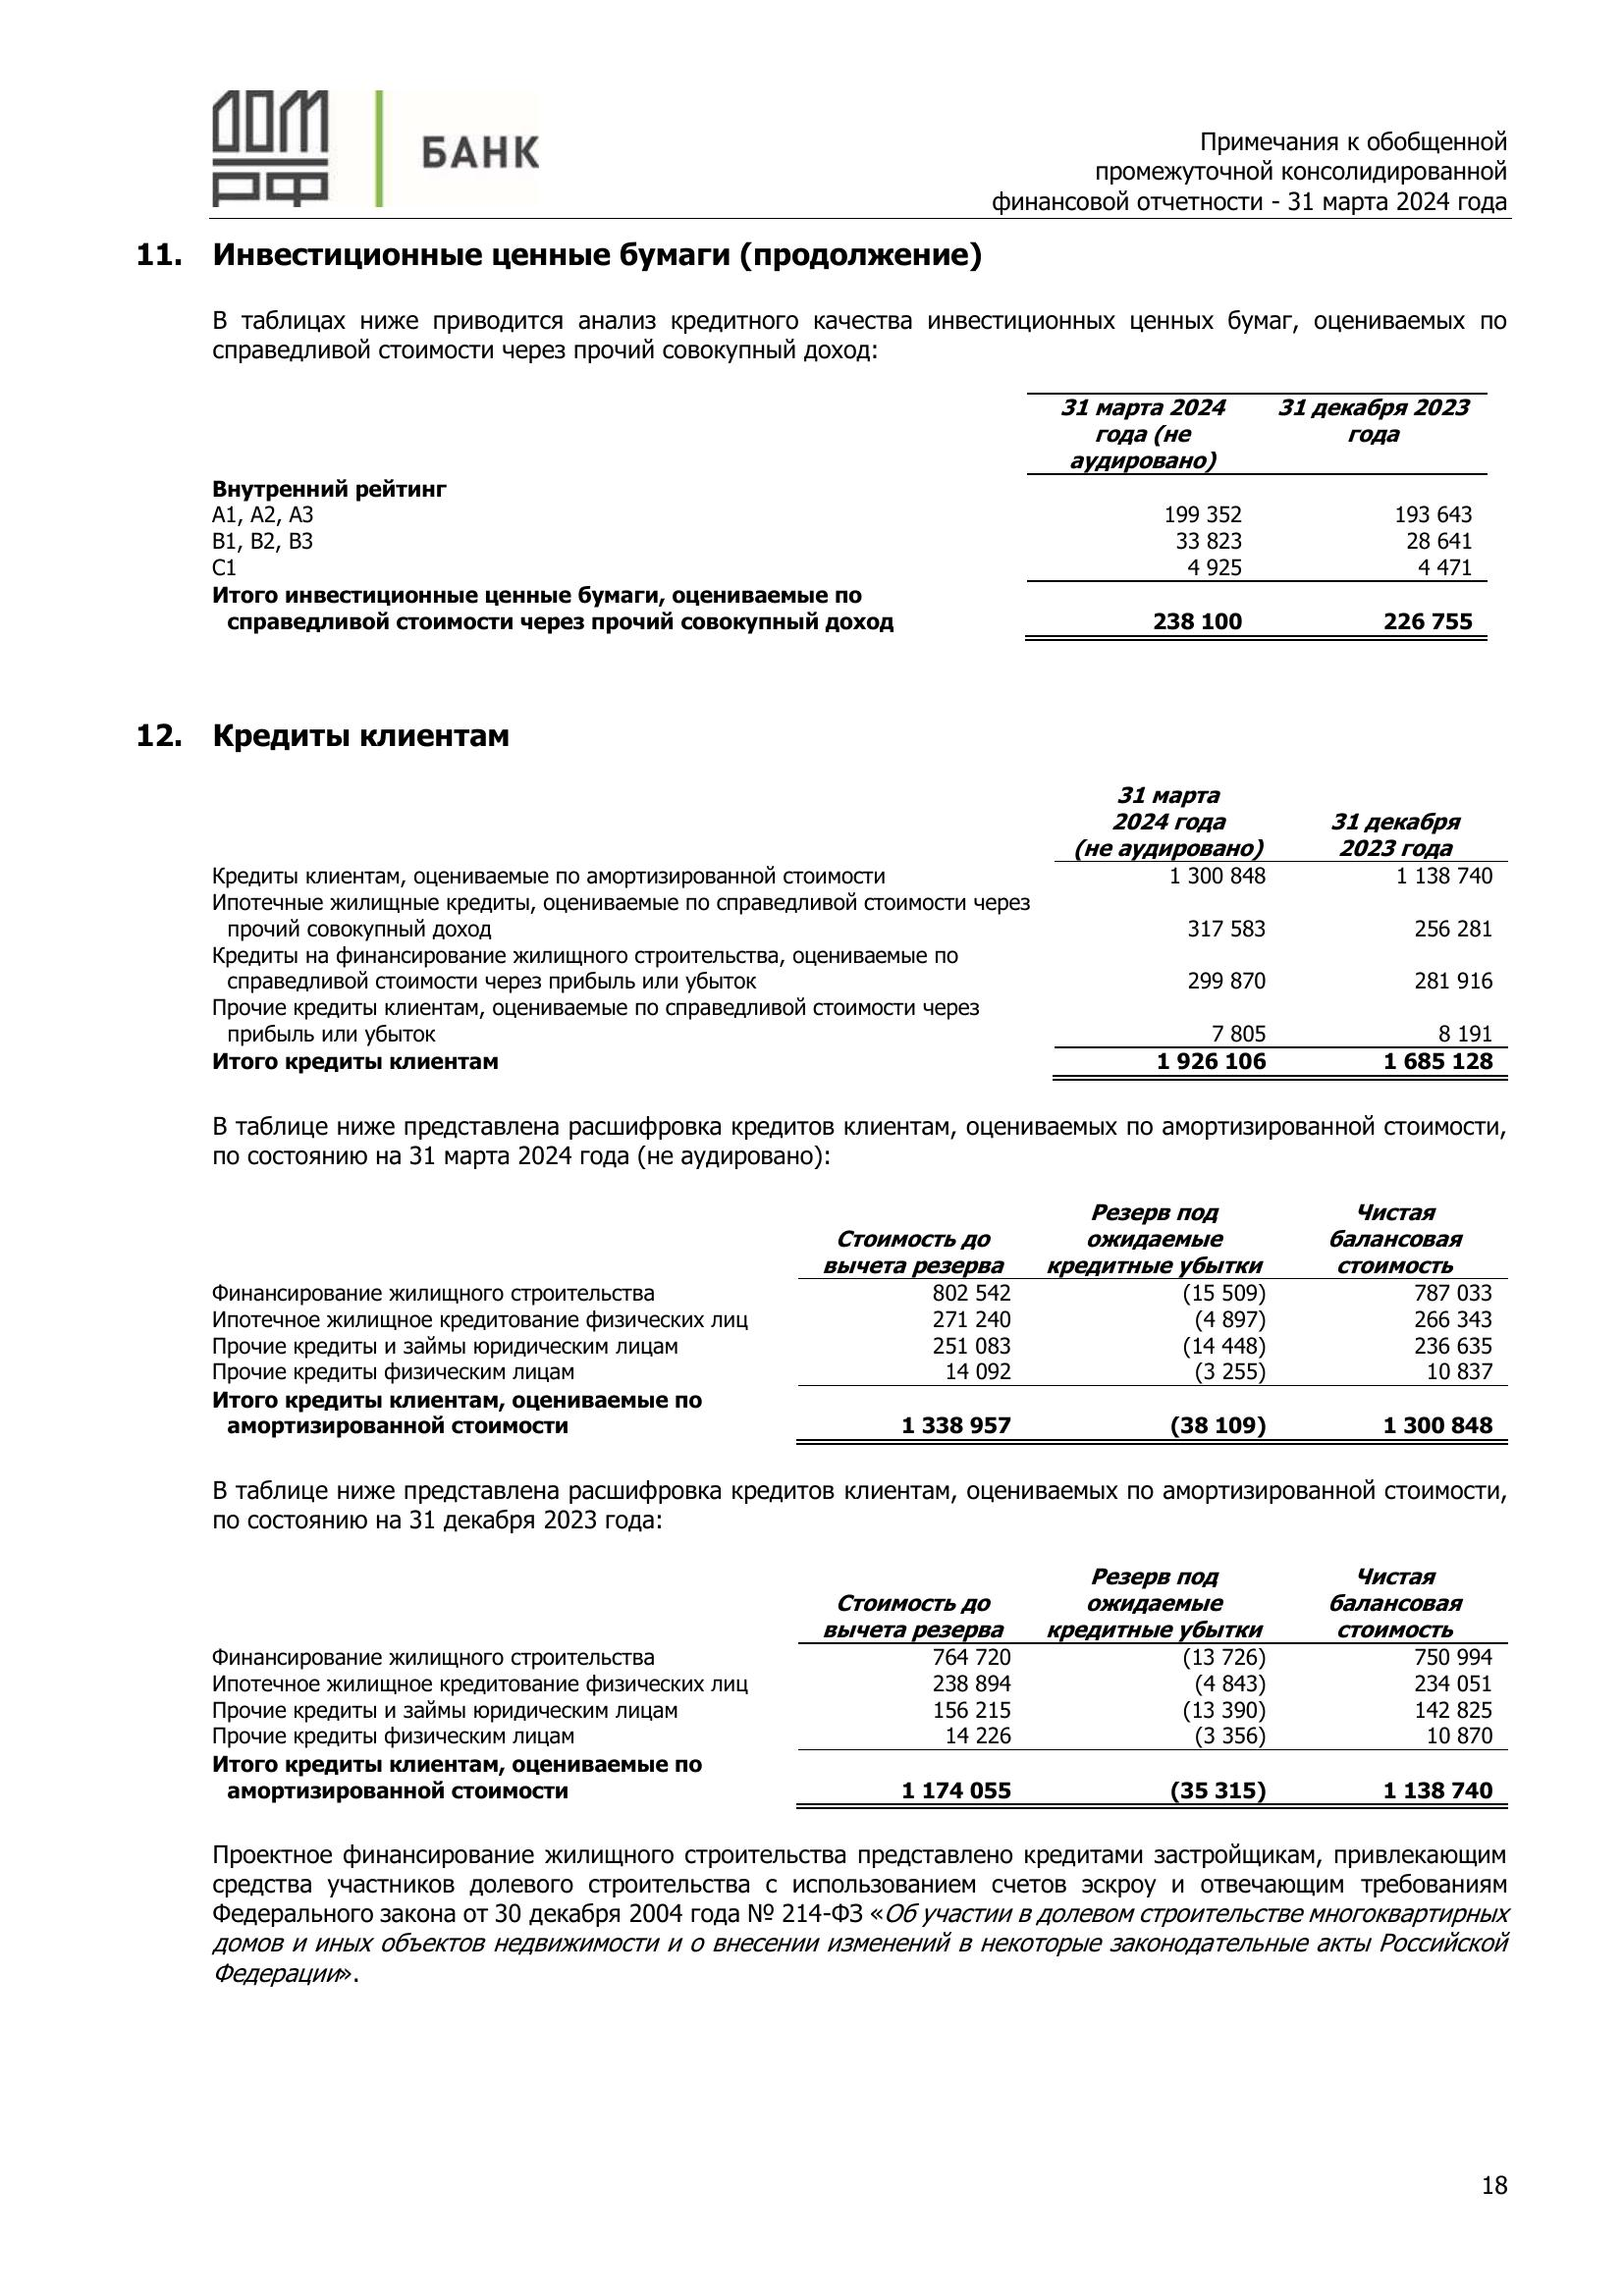 ДОМ
РФ
БАНК
Примечания к обобщенной
промежуточной консолидированной
финансовой отчетности - 31 марта 2024 года
11. Инвестиционные ценные бумаги (продолжение)
В таблицах ниже приводится анализ кредитного качества инвестиционных ценных бумаг, оцениваемых по
справедливой стоимости через прочий совокупный доход:
31 марта 2024 31 декабря 2023
года (не года
аудировано)
Внутренний рейтинг
A1, A2, A3 199 352 193 643
B1, B2, B3 33 823 28 641
C1 4 925 4 471
Итого инвестиционные ценные бумаги, оцениваемые по
справедливой стоимости через прочий совокупный доход 238 100 226 755
12. Кредиты клиентам
31 марта
2024 года 31 декабря
(не аудировано) 2023 года
Кредиты клиентам, оцениваемые по амортизированной стоимости 1 300 848 1 138 740
Ипотечные жилищные кредиты, оцениваемые по справедливой стоимости через
прочий совокупный доход 317 583 256 281
Кредиты на финансирование жилищного строительства, оцениваемые по
справедливой стоимости через прибыль или убыток 299 870 281 916
Прочие кредиты клиентам, оцениваемые по справедливой стоимости через
прибыль или убыток 7 805 8 191
Итого кредиты клиентам 1 926 106 1 685 128
В таблице ниже представлена расшифровка кредитов клиентам, оцениваемых по амортизированной стоимости,
по состоянию на 31 марта 2024 года (не аудировано):
Резерв под Чистая
Стоимость до ожидаемые балансовая
вычета резерва кредитные убытки стоимость
Финансирование жилищного строительства 802 542 (15 509) 787 033
Ипотечное жилищное кредитование физических лиц 271 240 (4 897) 266 343
Прочие кредиты и займы юридическим лицам 251 083 (14 448) 236 635
Прочие кредиты физическим лицам 14 092 (3 255) 10 837
Итого кредиты клиентам, оцениваемые по
амортизированной стоимости 1 338 957 (38 109) 1 300 848
В таблице ниже представлена расшифровка кредитов клиентам, оцениваемых по амортизированной стоимости,
по состоянию на 31 декабря 2023 года:
Резерв под Чистая
Стоимость до ожидаемые балансовая
вычета резерва кредитные убытки стоимость
Финансирование жилищного строительства 764 720 (13 726) 750 994
Ипотечное жилищное кредитование физических лиц 238 894 (4 843) 234 051
Прочие кредиты и займы юридическим лицам 156 215 (13 390) 142 825
Прочие кредиты физическим лицам 14 226 (3 356) 10 870
Итого кредиты клиентам, оцениваемые по
амортизированной стоимости 1 174 055 (35 315) 1 138 740
Проектное финансирование жилищного строительства представлено кредитами застройщикам, привлекающим
средства участников долевого строительства с использованием счетов эскроу и отвечающим требованиям
Федерального закона от 30 декабря 2004 года № 214-ФЗ «Об участии в долевом строительстве многоквартирных
домов и иных объектов недвижимости и о внесении изменений в некоторые законодательные акты Российской
Федерации».
18